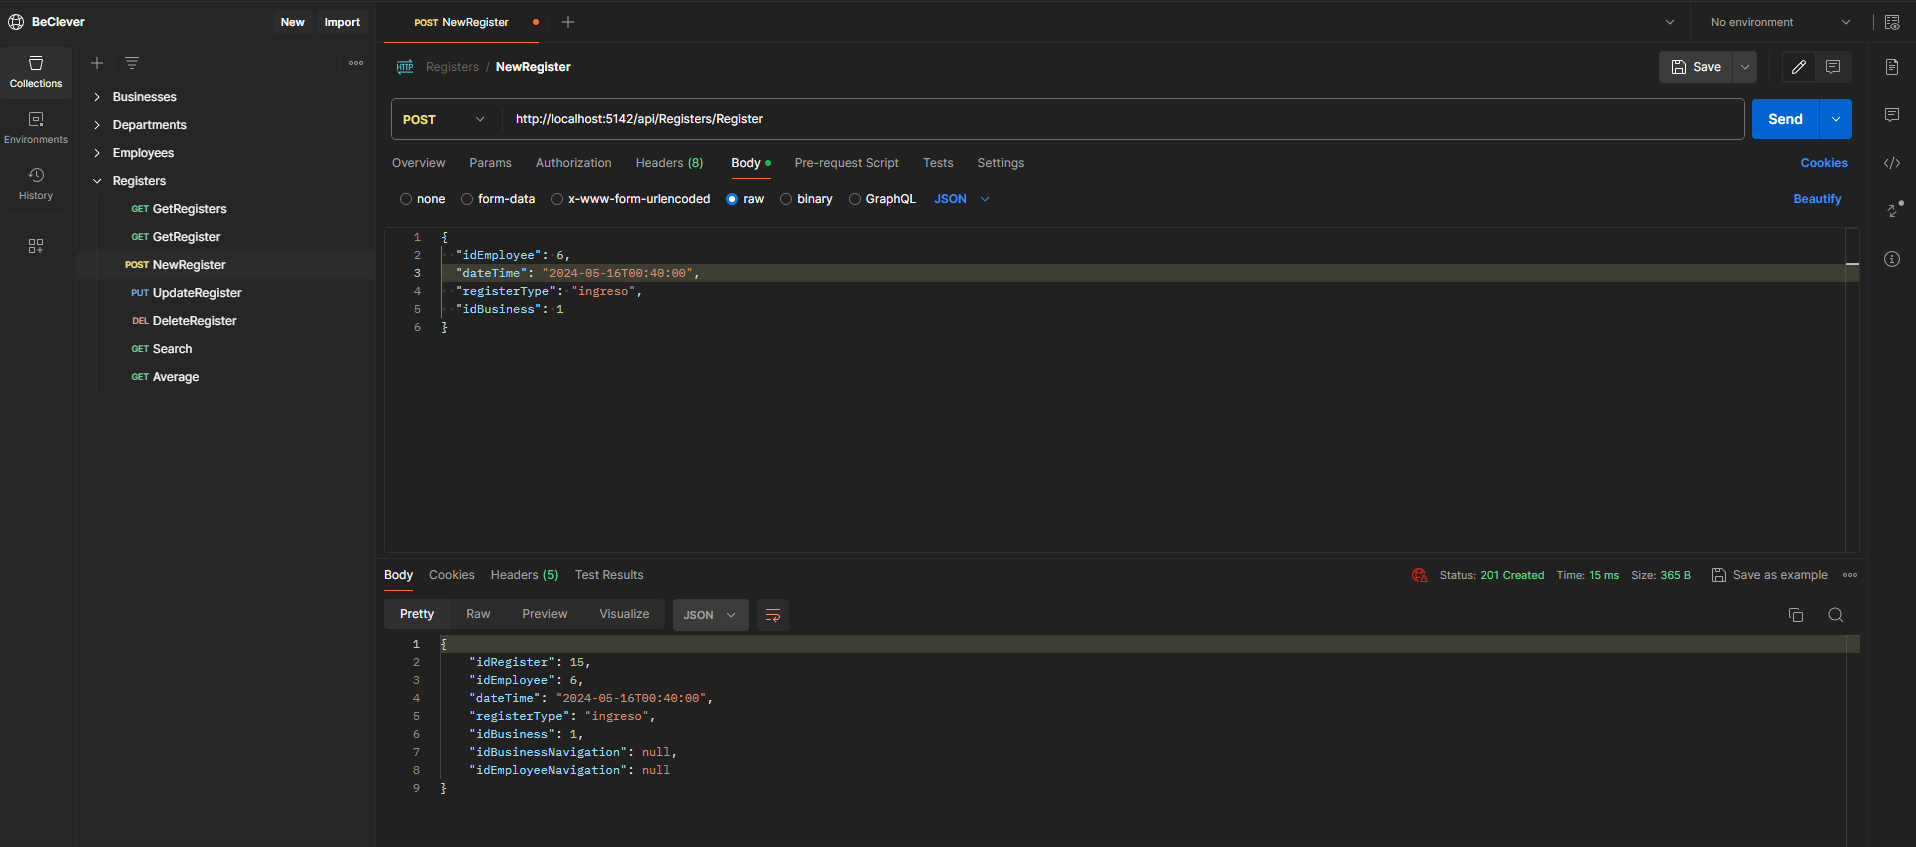 BeClever
New
Import
POST NewRegister
No environment
Collections
Environments
History
Businesses
Departments
Employees
Registers
GET GetRegisters
GET GetRegister
POST NewRegister
PUT UpdateRegister
DEL DeleteRegister
GET Search
GET Average
HTTP Registers / NewRegister
Save
POST
http://localhost:5142/api/Registers/Register
Send
Overview Params Authorization Headers (8) Body Pre-request Script Tests Settings Cookies
none form-data x-www-form-urlencoded raw binary GraphQL JSON Beautify
1 {
2 "idEmployee": 6,
3 "dateTime": "2024-05-16T00:40:00",
4 "registerType": "ingreso",
5 "idBusiness": 1
6 }
Body Cookies Headers (5) Test Results Status: 201 Created Time: 15 ms Size: 365 B Save as example
Pretty Raw Preview Visualize JSON
1 {
2 "idRegister": 15,
3 "idEmployee": 6,
4 "dateTime": "2024-05-16T00:40:00",
5 "registerType": "ingreso",
6 "idBusiness": 1,
7 "idBusinessNavigation": null,
8 "idEmployeeNavigation": null
9 }